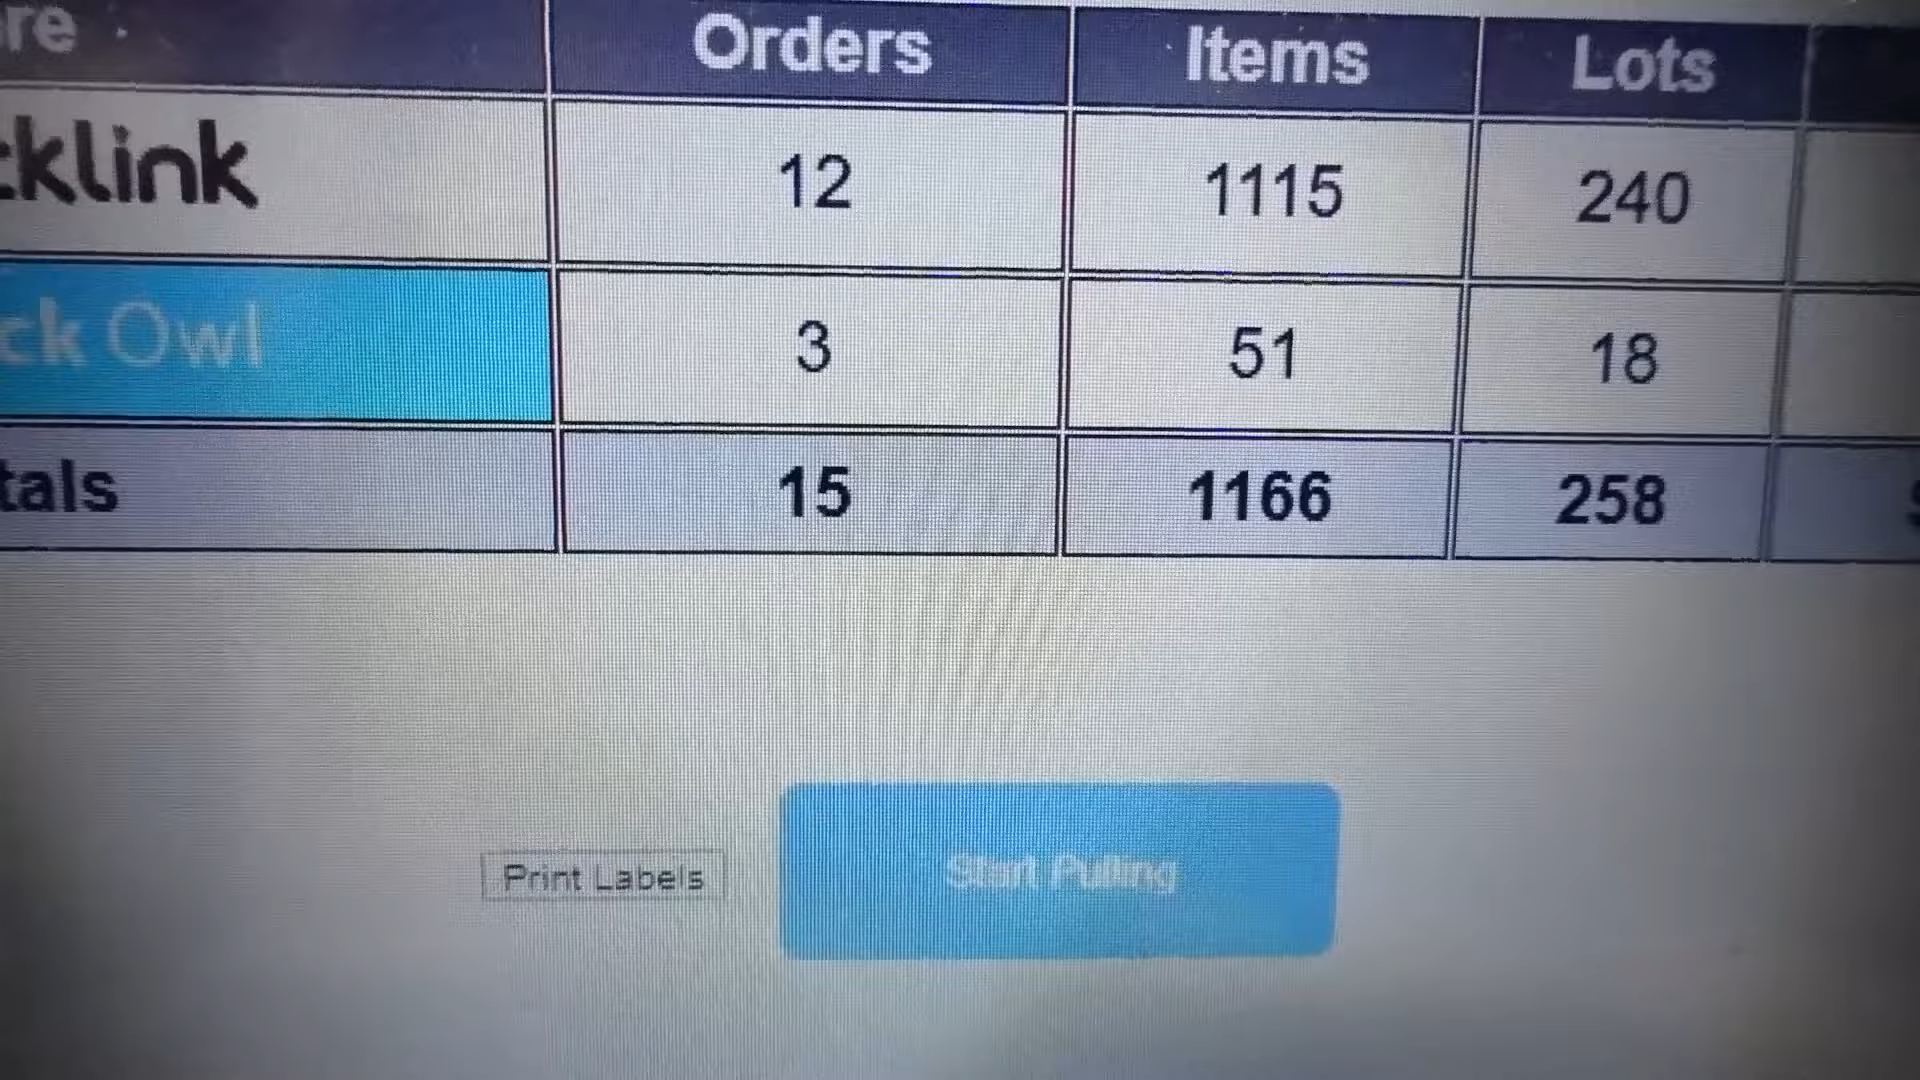 re Orders Items Lots
cklink 12 1115 240
ck Owl 3 51 18
tals 15 1166 258
Print Labels Start Pulling